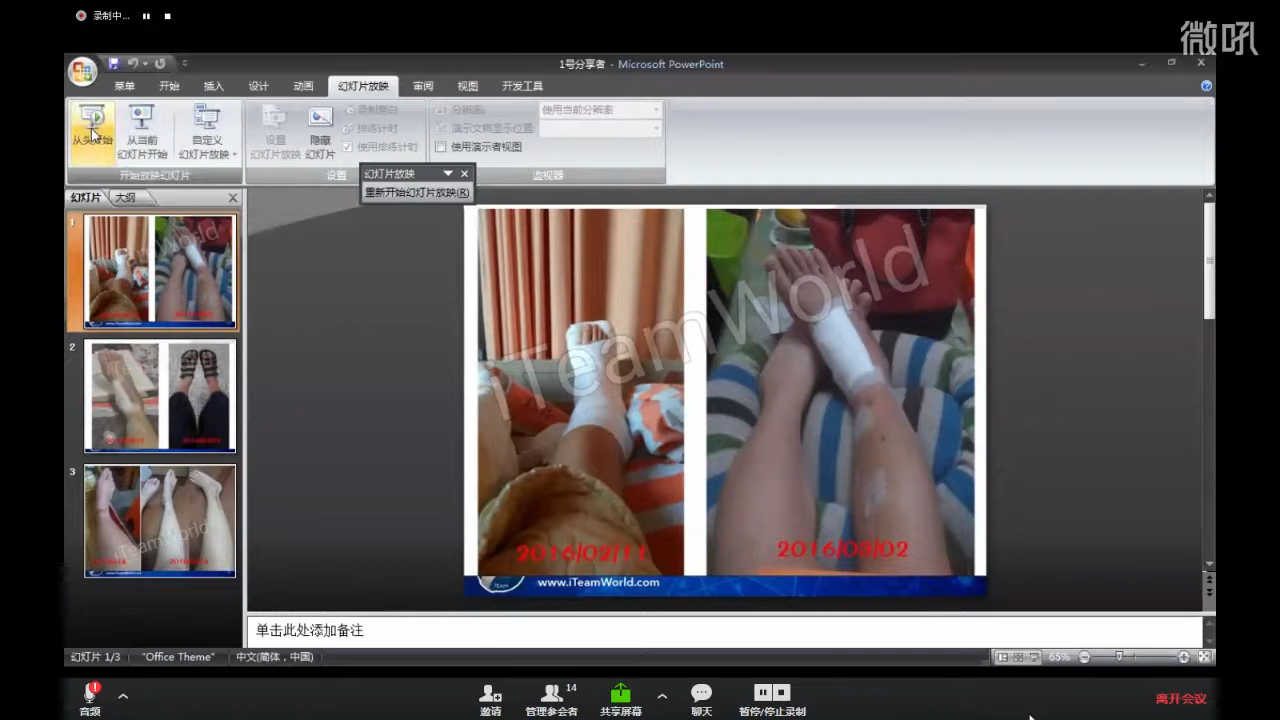 录制中...
微吼
1号分享者 - Microsoft PowerPoint
菜单 开始 插入 设计 动画 幻灯片放映 审阅 视图 开发工具
从头开始
从当前
幻灯片开始
自定义
幻灯片放映
开始放映幻灯片
设置
幻灯片放映
隐藏
幻灯片
录制旁白
排练计时
使用排练计时
设置
分辨率:
使用当前分辨率
演示文稿显示位置:
使用演示者视图
监视器
幻灯片放映
重新开始幻灯片放映(R)
幻灯片 大纲
1
2
3
iTeamWorld
2016/02/11
2016/03/02
www.iTeamWorld.com
单击此处添加备注
幻灯片 1/3 "Office Theme" 中文(简体，中国)
65%
音频
邀请
14
管理参会者
共享屏幕
聊天
暂停/停止录制
离开会议